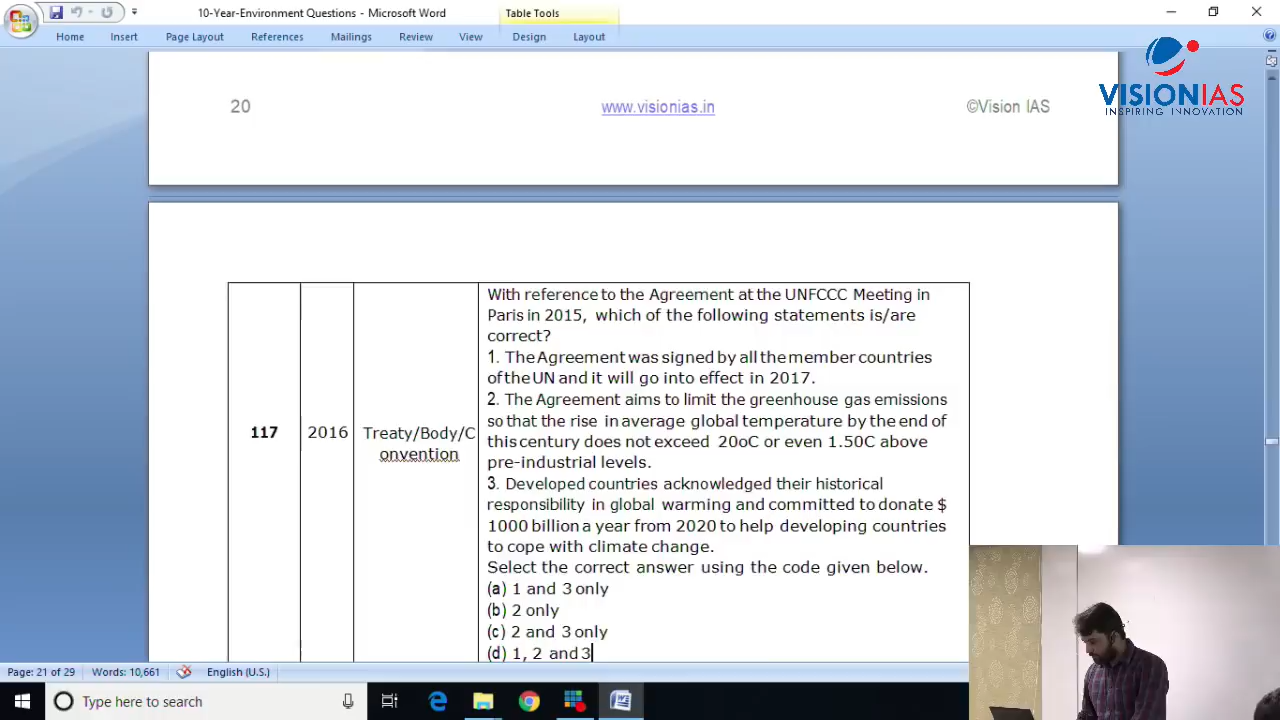 10-Year-Environment Questions - Microsoft Word
Table Tools
Home Insert Page Layout References Mailings Review View Design Layout
VISIONIAS
INSPIRING INNOVATION
20 www.visionias.in ©Vision IAS
117 2016 Treaty/Body/C
onvention
With reference to the Agreement at the UNFCCC Meeting in
Paris in 2015, which of the following statements is/are
correct?
1. The Agreement was signed by all the member countries
of the UN and it will go into effect in 2017.
2. The Agreement aims to limit the greenhouse gas emissions
so that the rise in average global temperature by the end of
this century does not exceed 20oC or even 1.50C above
pre-industrial levels.
3. Developed countries acknowledged their historical
responsibility in global warming and committed to donate $
1000 billion a year from 2020 to help developing countries
to cope with climate change.
Select the correct answer using the code given below.
(a) 1 and 3 only
(b) 2 only
(c) 2 and 3 only
(d) 1, 2 and 3
Page: 21 of 29 Words: 10,661 English (U.S.)
Type here to search